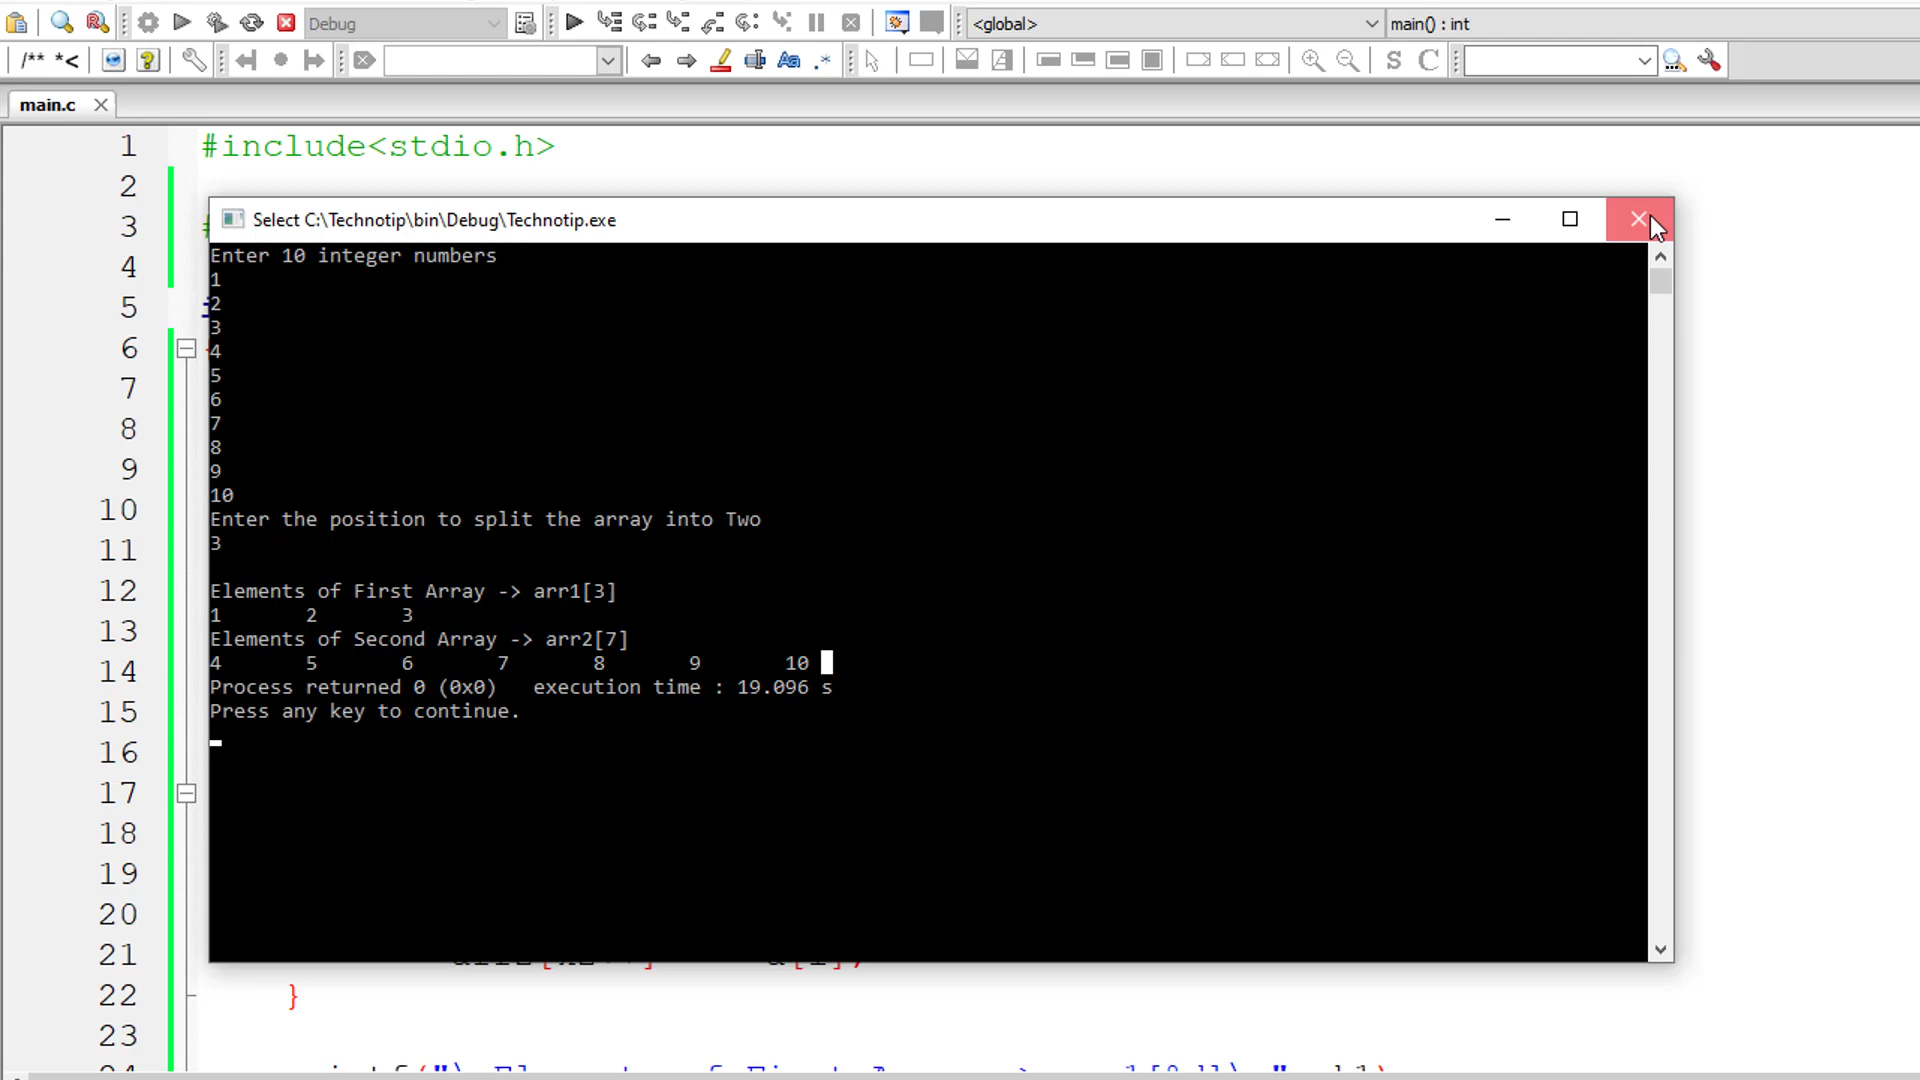 Debug
<global>
main() : int
/** *<
Aa
.*
S
C
main.c
1
#include<stdio.h>
2
3
4
5
6
7
8
9
10
11
12
13
14
15
16
17
18
19
20
21
22
}
23
Select C:\Technotip\bin\Debug\Technotip.exe
Enter 10 integer numbers
1
2
3
4
5
6
7
8
9
10
Enter the position to split the array into Two
3
Elements of First Array -> arr1[3]
1 2 3
Elements of Second Array -> arr2[7]
4 5 6 7 8 9 10
Process returned 0 (0x0) execution time : 19.096 s
Press any key to continue.